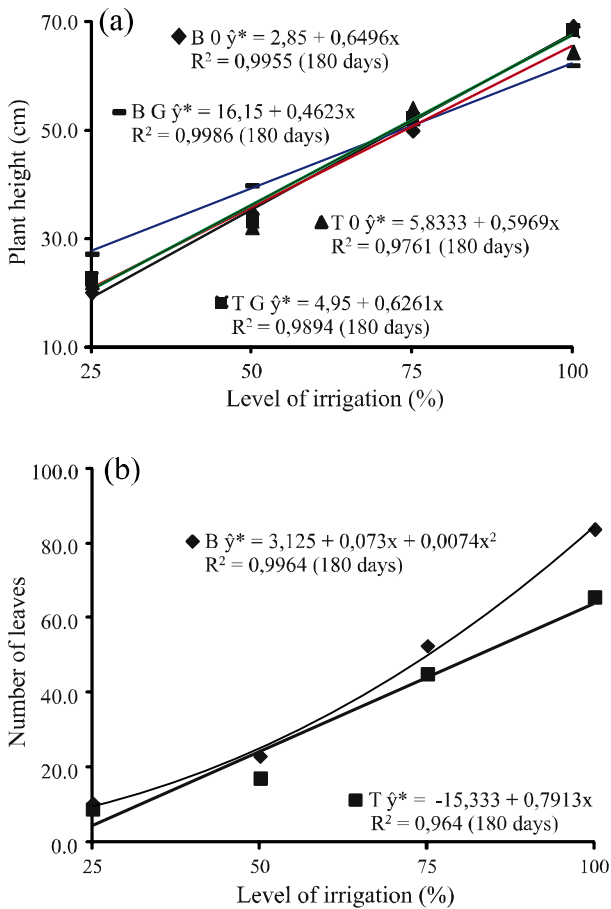 (a)
70.0
50.0
30.0
10.0
Plant height (cm)
B 0 ŷ* = 2,85 + 0,6496x
R² = 0,9955 (180 days)
B G ŷ* = 16,15 + 0,4623x
R² = 0,9986 (180 days)
T 0 ŷ* = 5,8333 + 0,5969x
R² = 0,9761 (180 days)
T G ŷ* = 4,95 + 0,6261x
R² = 0,9894 (180 days)
25 50 75 100
Level of irrigation (%)
(b)
100.0
80.0
60.0
40.0
20.0
0.0
Number of leaves
B ŷ* = 3,125 + 0,073x + 0,0074x²
R² = 0,9964 (180 days)
T ŷ* = -15,333 + 0,7913x
R² = 0,964 (180 days)
25 50 75 100
Level of irrigation (%)